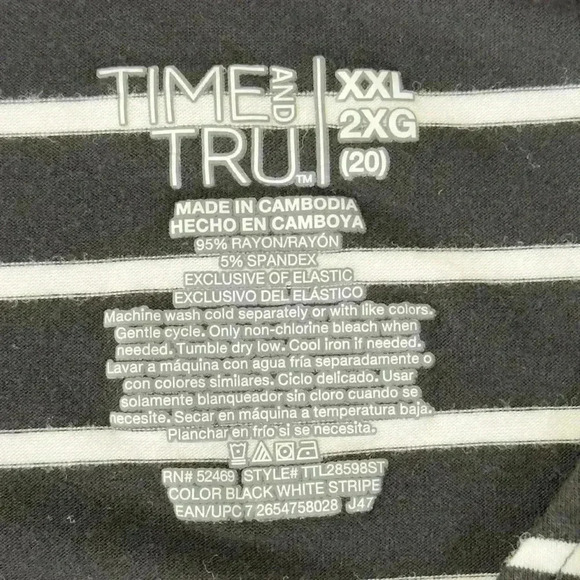 TIME AND
TRU™
XXL
2XG
(20)
MADE IN CAMBODIA
HECHO EN CAMBOYA
95% RAYON/RAYÓN
5% SPANDEX
EXCLUSIVE OF ELASTIC
EXCLUSIVO DEL ELÁSTICO
Machine wash cold separately or with like colors.
Gentle cycle. Only non-chlorine bleach when
needed. Tumble dry low. Cool iron if needed.
Lavar a máquina con agua fría separadamente o
con colores similares. Ciclo delicado. Usar
solamente blanqueador sin cloro cuando se
necesite. Secar en máquina a temperatura baja.
Planchar en frío si se necesita.
RN# 52469 STYLE# TTL28598ST
COLOR BLACK WHITE STRIPE
EAN/UPC 7 2654758028 J47